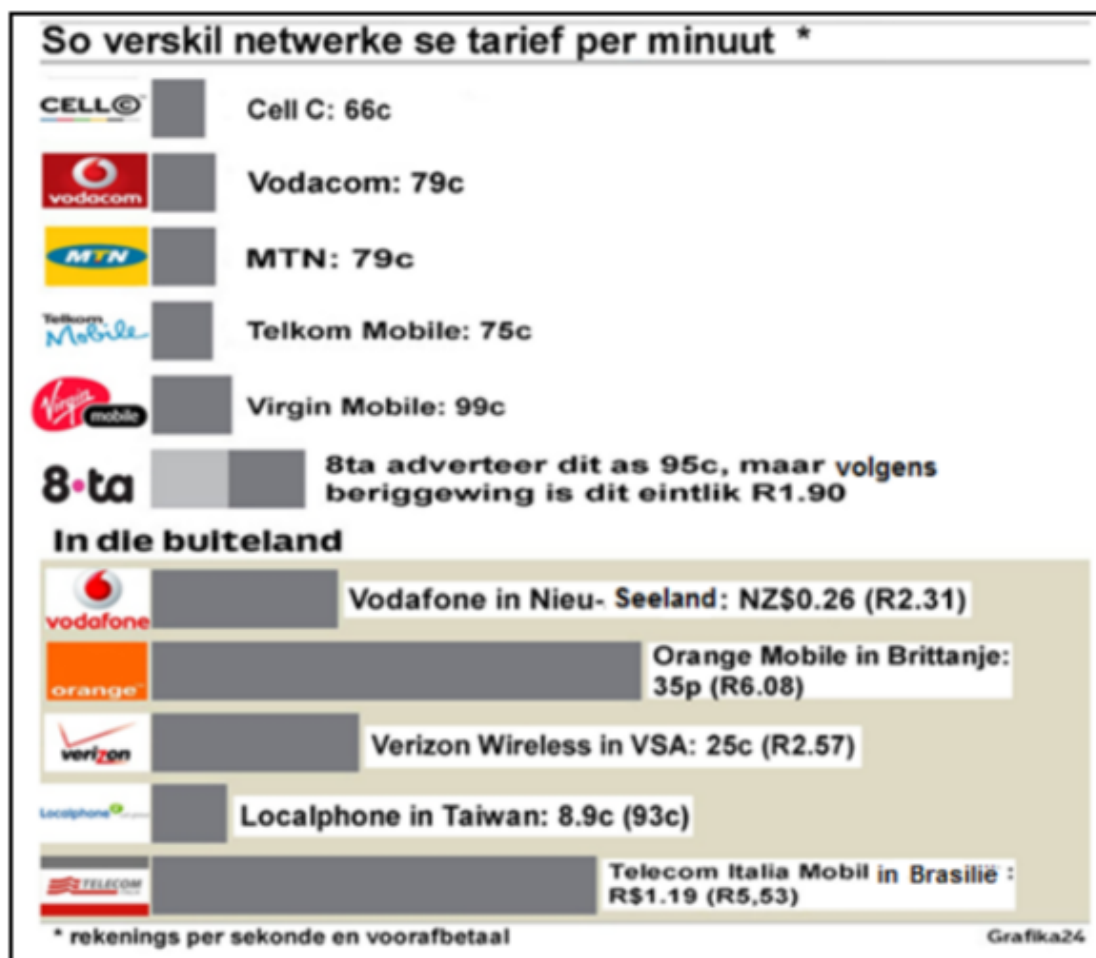 So verskil netwerke se tarief per minuut *
CELL C
Cell C: 66c
vodacom
Vodacom: 79c
MTN
MTN: 79c
Telkom
Mobile
Telkom Mobile: 75c
Virgin
mobile
Virgin Mobile: 99c
8•ta
8ta adverteer dit as 95c, maar volgens
beriggewing is dit eintlik R1.90
In die buiteland
vodafone
Vodafone in Nieu- Seeland: NZ$0.26 (R2.31)
orange
Orange Mobile in Brittanje:
35p (R6.08)
verizon
Verizon Wireless in VSA: 25c (R2.57)
Localphone
Localphone in Taiwan: 8.9c (93c)
TELECOM
Telecom Italia Mobil in Brasilië :
R$1.19 (R5,53)
* rekenings per sekonde en voorafbetaal
Grafika24